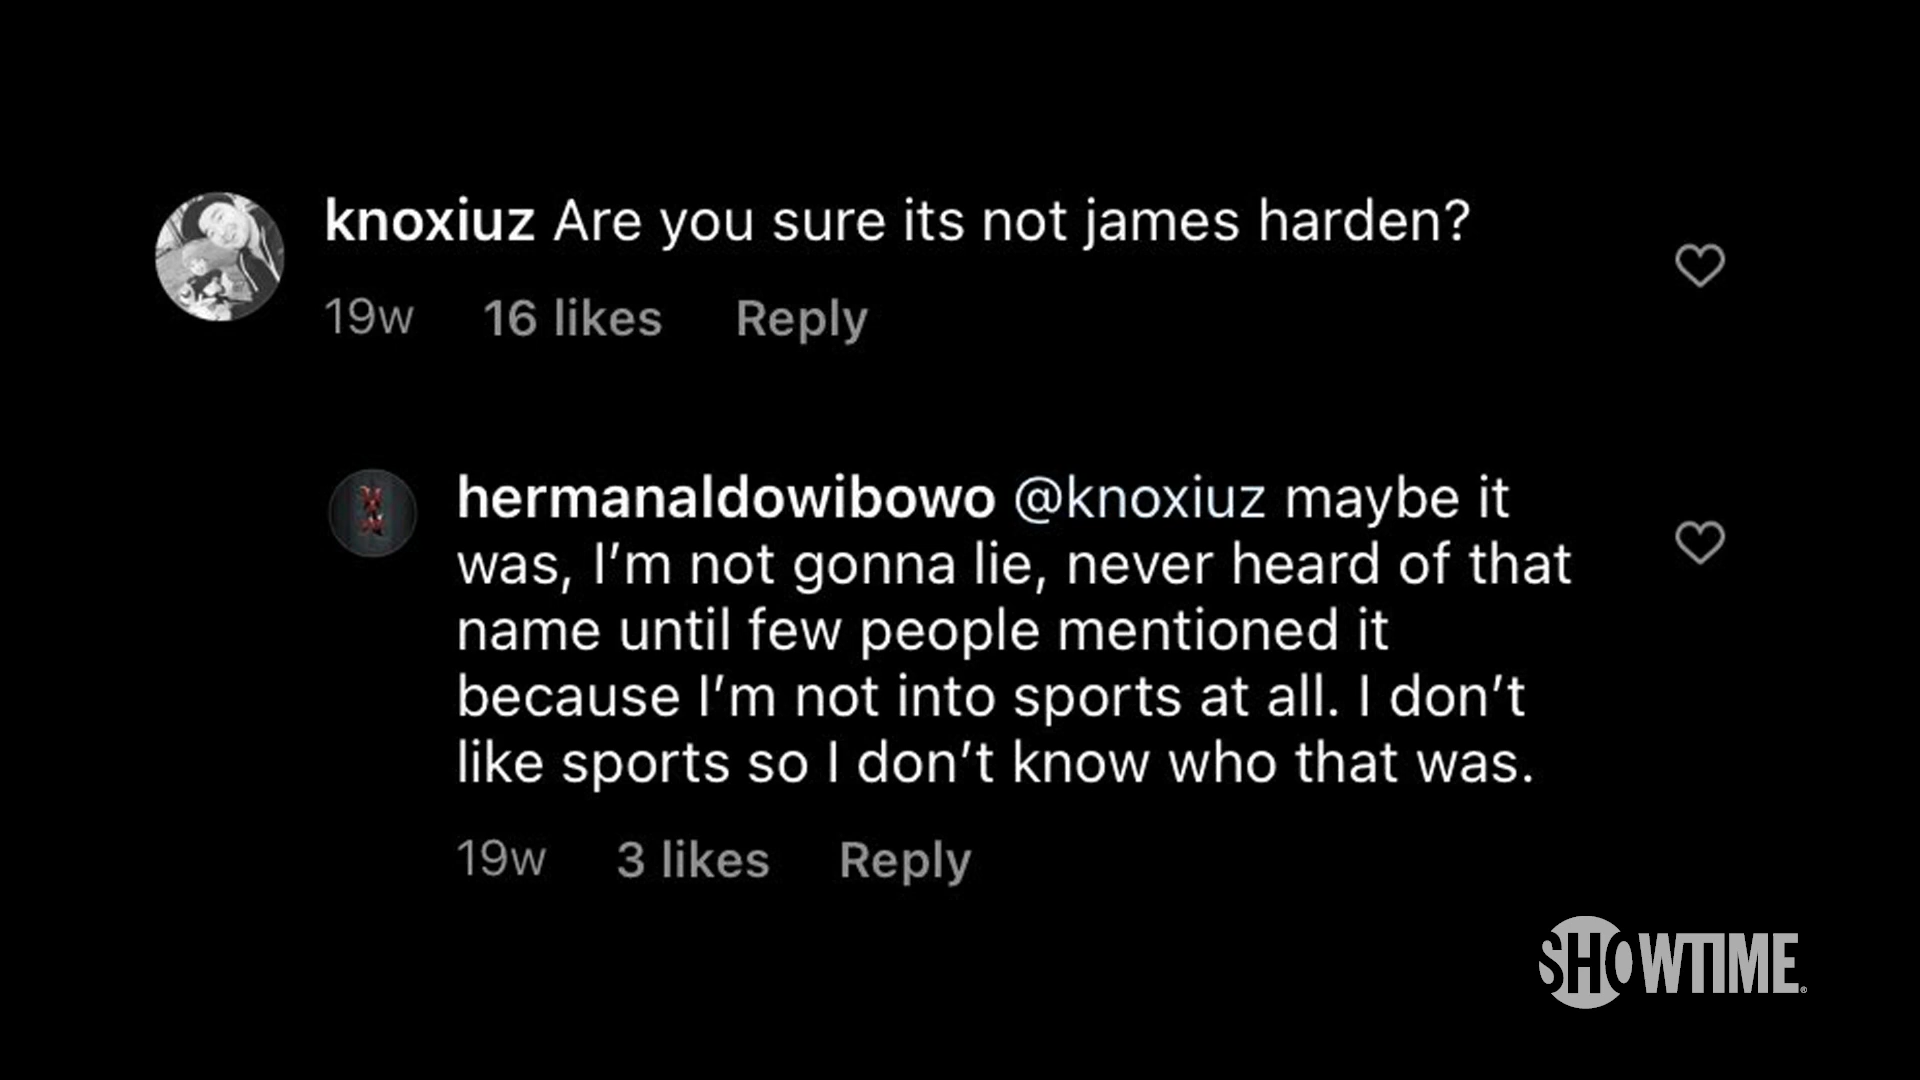 knoxiuz Are you sure its not james harden?
19w 16 likes Reply
hermanaldowibowo @knoxiuz maybe it
was, I’m not gonna lie, never heard of that
name until few people mentioned it
because I’m not into sports at all. I don’t
like sports so I don’t know who that was.
19w 3 likes Reply
SHOWTIME®